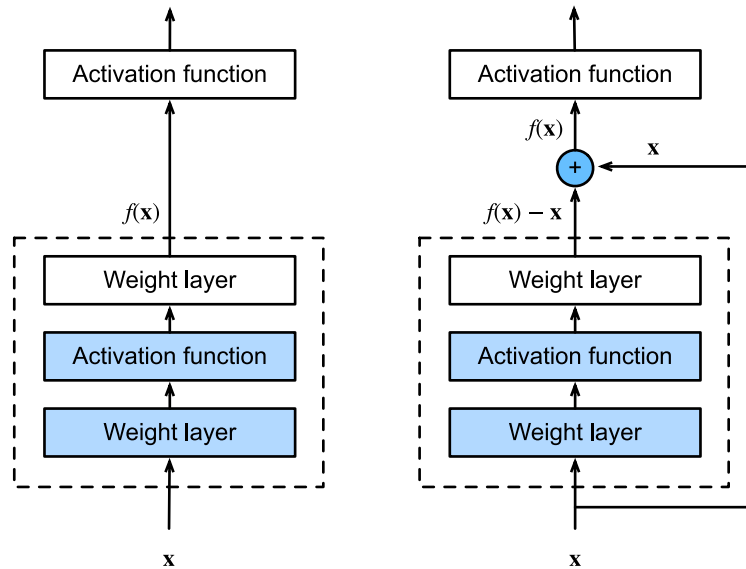 Activation function
f(x)
Weight layer
Activation function
Weight layer
x
Activation function
f(x)
+
x
f(x) − x
Weight layer
Activation function
Weight layer
x